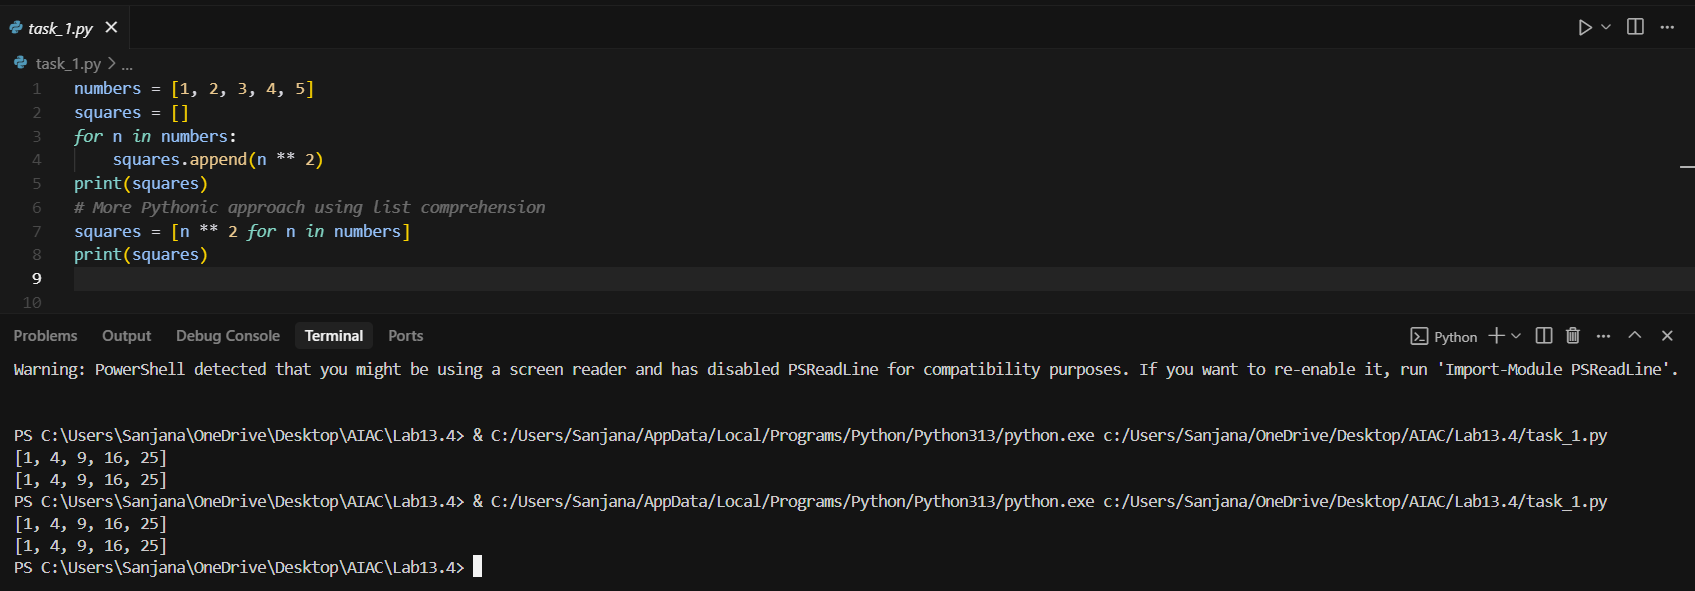 task_1.py
task_1.py > ...
1 numbers = [1, 2, 3, 4, 5]
2 squares = []
3 for n in numbers:
4     squares.append(n ** 2)
5 print(squares)
6 # More Pythonic approach using list comprehension
7 squares = [n ** 2 for n in numbers]
8 print(squares)
9
10
Problems Output Debug Console Terminal Ports Python
Warning: PowerShell detected that you might be using a screen reader and has disabled PSReadLine for compatibility purposes. If you want to re-enable it, run 'Import-Module PSReadLine'.
PS C:\Users\Sanjana\OneDrive\Desktop\AIAC\Lab13.4> & C:/Users/Sanjana/AppData/Local/Programs/Python/Python313/python.exe c:/Users/Sanjana/OneDrive/Desktop/AIAC/Lab13.4/task_1.py
[1, 4, 9, 16, 25]
[1, 4, 9, 16, 25]
PS C:\Users\Sanjana\OneDrive\Desktop\AIAC\Lab13.4> & C:/Users/Sanjana/AppData/Local/Programs/Python/Python313/python.exe c:/Users/Sanjana/OneDrive/Desktop/AIAC/Lab13.4/task_1.py
[1, 4, 9, 16, 25]
[1, 4, 9, 16, 25]
PS C:\Users\Sanjana\OneDrive\Desktop\AIAC\Lab13.4>